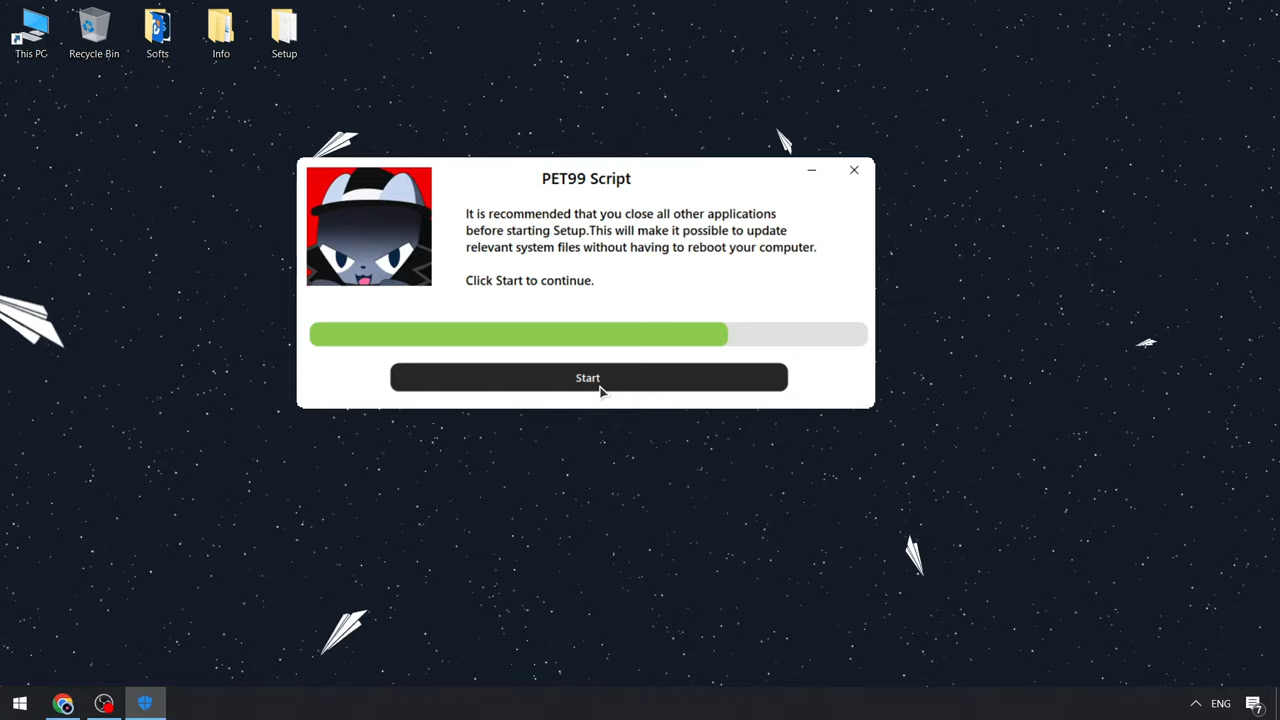 This PC
Recycle Bin
Softs
Info
Setup
PET99 Script
It is recommended that you close all other applications
before starting Setup.This will make it possible to update
relevant system files without having to reboot your computer.
Click Start to continue.
Start
ENG
7